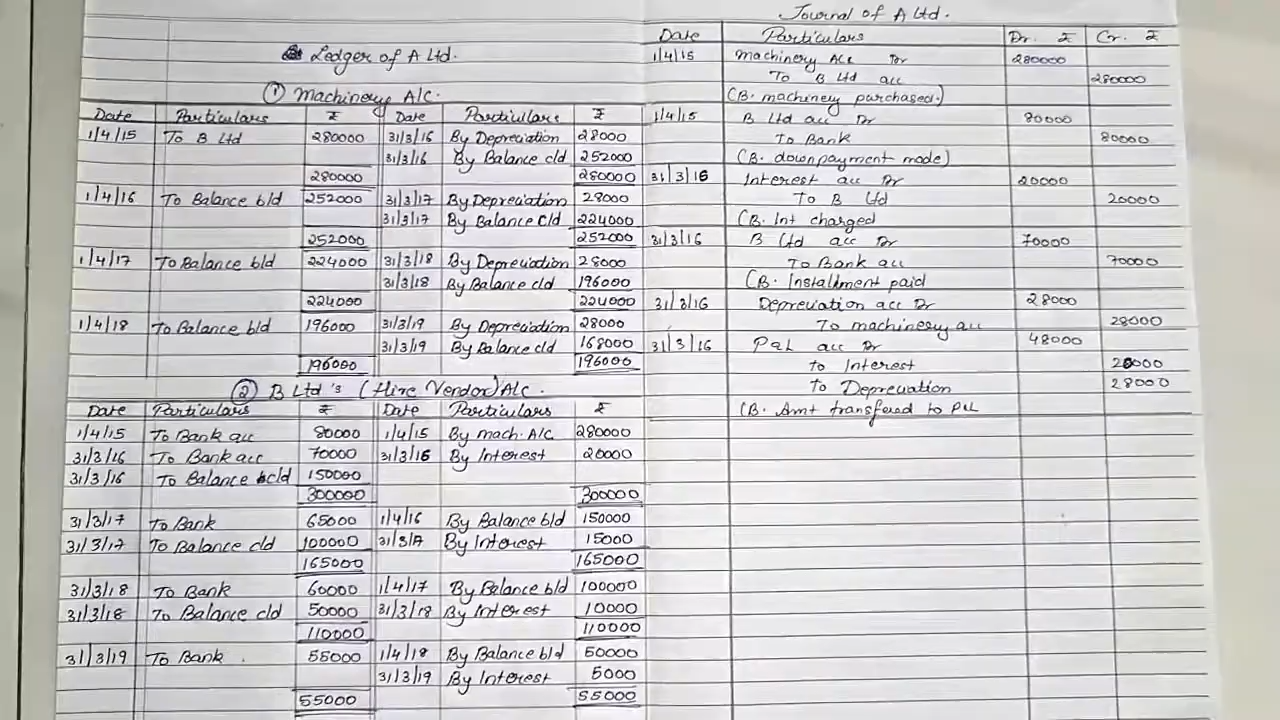 Ledger of A Ltd.
① Machinery A/C.
Date Particulars ₹ Date Particulars ₹
1/4/15 To B Ltd 280000 31/3/16 By Depreciation 28000
31/3/16 By Balance c/d 252000
280000 280000
1/4/16 To Balance b/d 252000 31/3/17 By Depreciation 28000
31/3/17 By Balance c/d 224000
252000 252000
1/4/17 To Balance b/d 224000 31/3/18 By Depreciation 28000
31/3/18 By Balance c/d 196000
224000 224000
1/4/18 To Balance b/d 196000 31/3/19 By Depreciation 28000
31/3/19 By Balance c/d 168000
196000 196000
② B Ltd's (Hire Vendor) A/C.
Date Particulars ₹ Date Particulars ₹
1/4/15 To Bank acc 80000 1/4/15 By mach. A/C 280000
31/3/16 To Bank acc 70000 31/3/16 By Interest 20000
31/3/16 To Balance c/d 150000
300000 300000
31/3/17 To Bank 65000 1/4/16 By Balance b/d 150000
31/3/17 To Balance c/d 100000 31/3/17 By Interest 15000
165000 165000
31/3/18 To Bank 60000 1/4/17 By Balance b/d 100000
31/3/18 To Balance c/d 50000 31/3/18 By Interest 10000
110000 110000
31/3/19 To Bank . 55000 1/4/18 By Balance b/d 50000
31/3/19 By Interest 5000
55000 55000
Journal of A Ltd.
Date Particulars Dr. ₹ Cr. ₹
1/4/15 Machinery Acc Dr 280000
To B Ltd acc 280000
(B. machinery purchased.)
1/4/15 B Ltd acc Dr 80000
To Bank 80000
(B. downpayment made)
31/3/16 Interest acc Dr 20000
To B Ltd 20000
(B. Int charged
31/3/16 B Ltd acc Dr 70000
To Bank acc 70000
(B. Installment paid
31/3/16 Depreciation acc Dr 28000
To machinery acc 28000
31/3/16 P&L acc Dr 48000
to Interest 20000
To Depreciation 28000
(B. Amt transfered to P&L